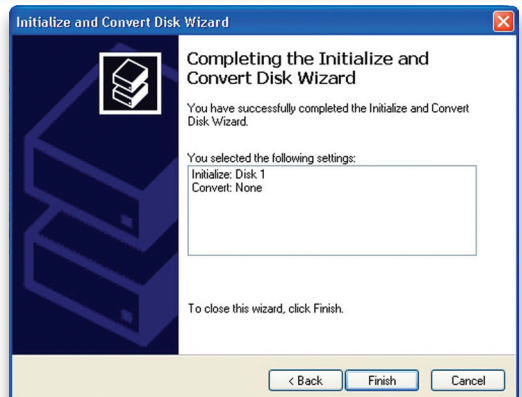 Initialize and Convert Disk Wizard
Completing the Initialize and
Convert Disk Wizard
You have successfully completed the Initialize and Convert
Disk Wizard.
You selected the following settings:
Initialize: Disk 1
Convert: None
To close this wizard, click Finish.
< Back
Finish
Cancel